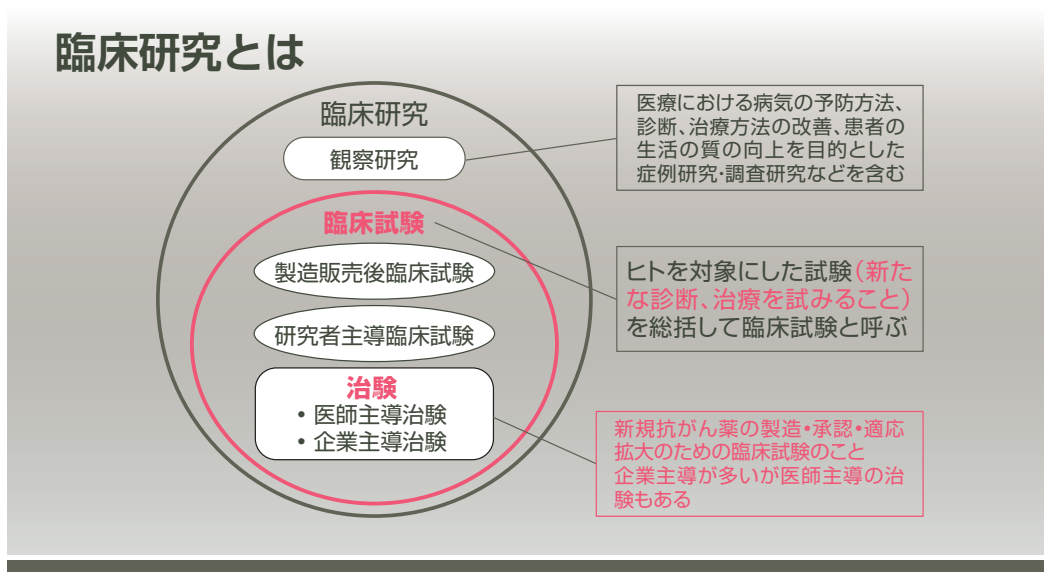 臨床研究とは
臨床研究
観察研究
臨床試験
製造販売後臨床試験
研究者主導臨床試験
治験
• 医師主導治験
• 企業主導治験
医療における病気の予防方法、
診断、治療方法の改善、患者の
生活の質の向上を目的とした
症例研究・調査研究などを含む
ヒトを対象にした試験（新た
な診断、治療を試みること）
を総括して臨床試験と呼ぶ
新規抗がん薬の製造・承認・適応
拡大のための臨床試験のこと
企業主導が多いが医師主導の治
験もある